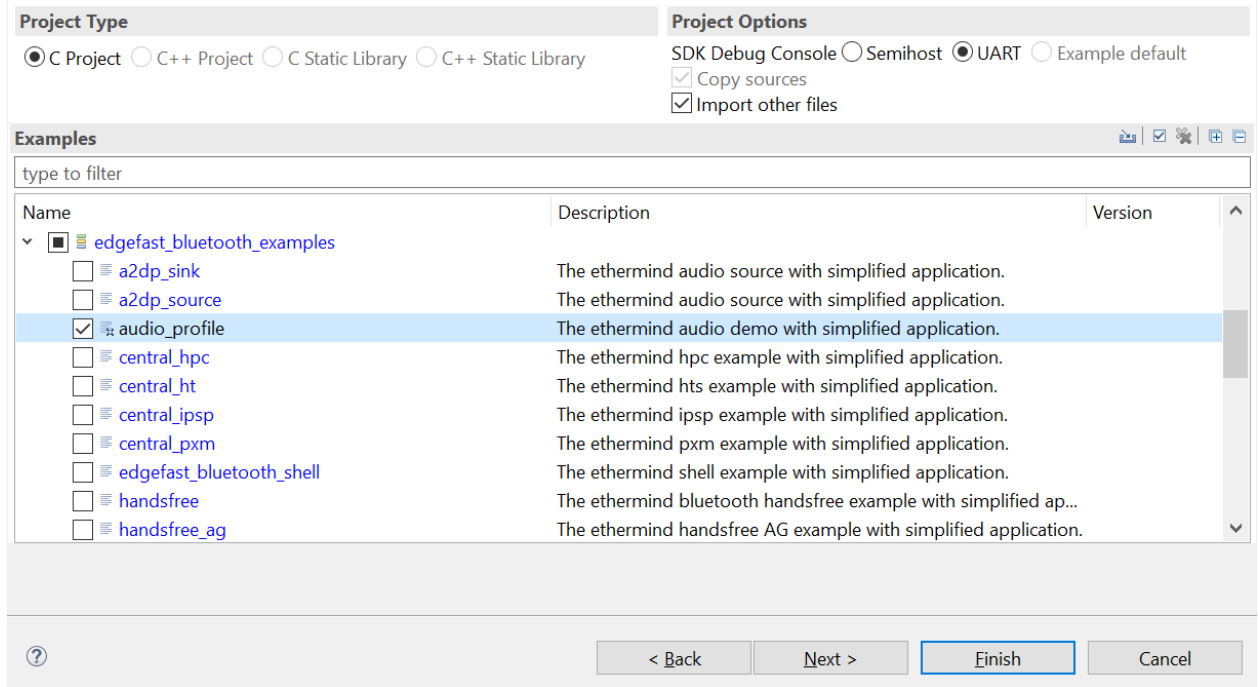 Project Type
Project Options
C Project C++ Project C Static Library C++ Static Library
SDK Debug Console Semihost UART Example default
Copy sources
Import other files
Examples
type to filter
Name Description Version
edgefast_bluetooth_examples
a2dp_sink The ethermind audio source with simplified application.
a2dp_source The ethermind audio source with simplified application.
audio_profile The ethermind audio demo with simplified application.
central_hpc The ethermind hpc example with simplified application.
central_ht The ethermind hts example with simplified application.
central_ipsp The ethermind ipsp example with simplified application.
central_pxm The ethermind pxm example with simplified application.
edgefast_bluetooth_shell The ethermind shell example with simplified application.
handsfree The ethermind bluetooth handsfree example with simplified ap...
handsfree_ag The ethermind handsfree AG example with simplified application.
? < Back Next > Finish Cancel